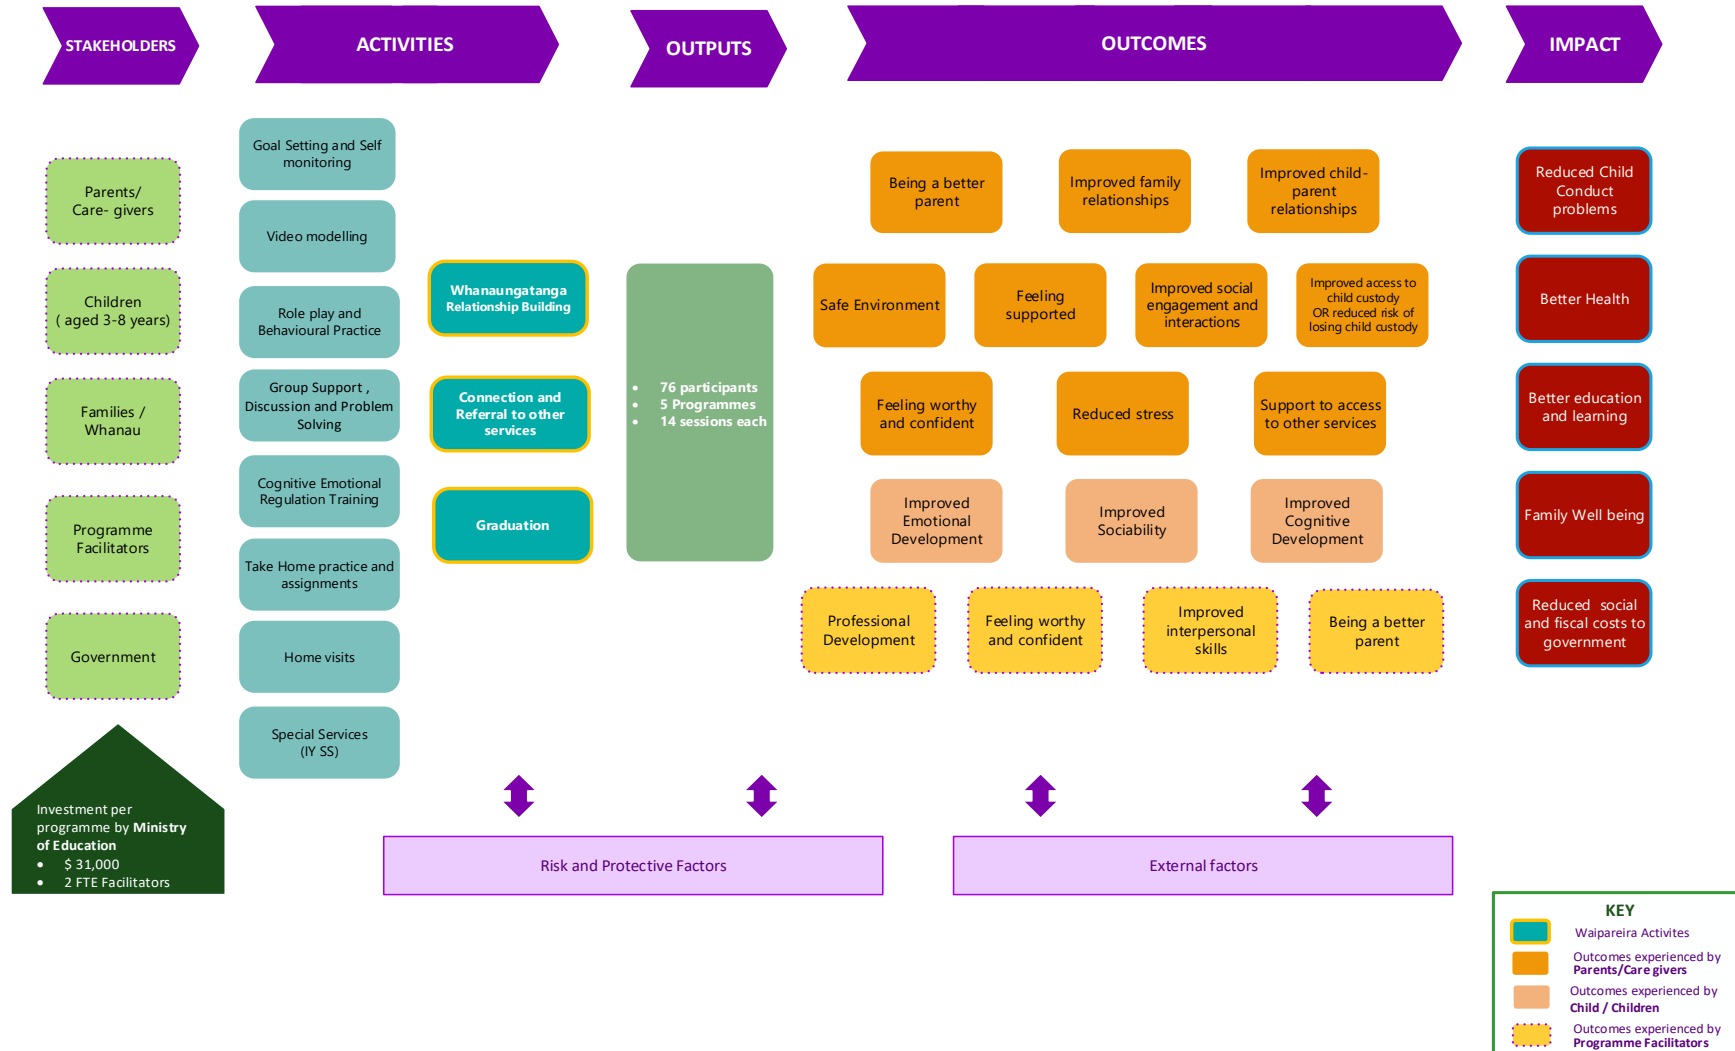 STAKEHOLDERS
ACTIVITIES
OUTPUTS
OUTCOMES
IMPACT
Parents/
Care- givers
Children
( aged 3-8 years)
Families /
Whanau
Programme
Facilitators
Government
Investment per
programme by Ministry
of Education
• $ 31,000
• 2 FTE Facilitators
Goal Setting and Self
monitoring
Video modelling
Role play and
Behavioural Practice
Group Support ,
Discussion and Problem
Solving
Cognitive Emotional
Regulation Training
Take Home practice and
assignments
Home visits
Special Services
(IY SS)
Whanaungatanga
Relationship Building
Connection and
Referral to other
services
Graduation
• 76 participants
• 5 Programmes
• 14 sessions each
Being a better
parent
Improved family
relationships
Improved child-
parent
relationships
Safe Environment
Feeling
supported
Improved social
engagement and
interactions
Improved access to
child custody
OR reduced risk of
losing child custody
Feeling worthy
and confident
Reduced stress
Support to access
to other services
Improved
Emotional
Development
Improved
Sociability
Improved
Cognitive
Development
Professional
Development
Feeling worthy
and confident
Improved
interpersonal
skills
Being a better
parent
Reduced Child
Conduct
problems
Better Health
Better education
and learning
Family Well being
Reduced social
and fiscal costs to
government
Risk and Protective Factors
External factors
KEY
Waipareira Activites
Outcomes experienced by
Parents/Care givers
Outcomes experienced by
Child / Children
Outcomes experienced by
Programme Facilitators